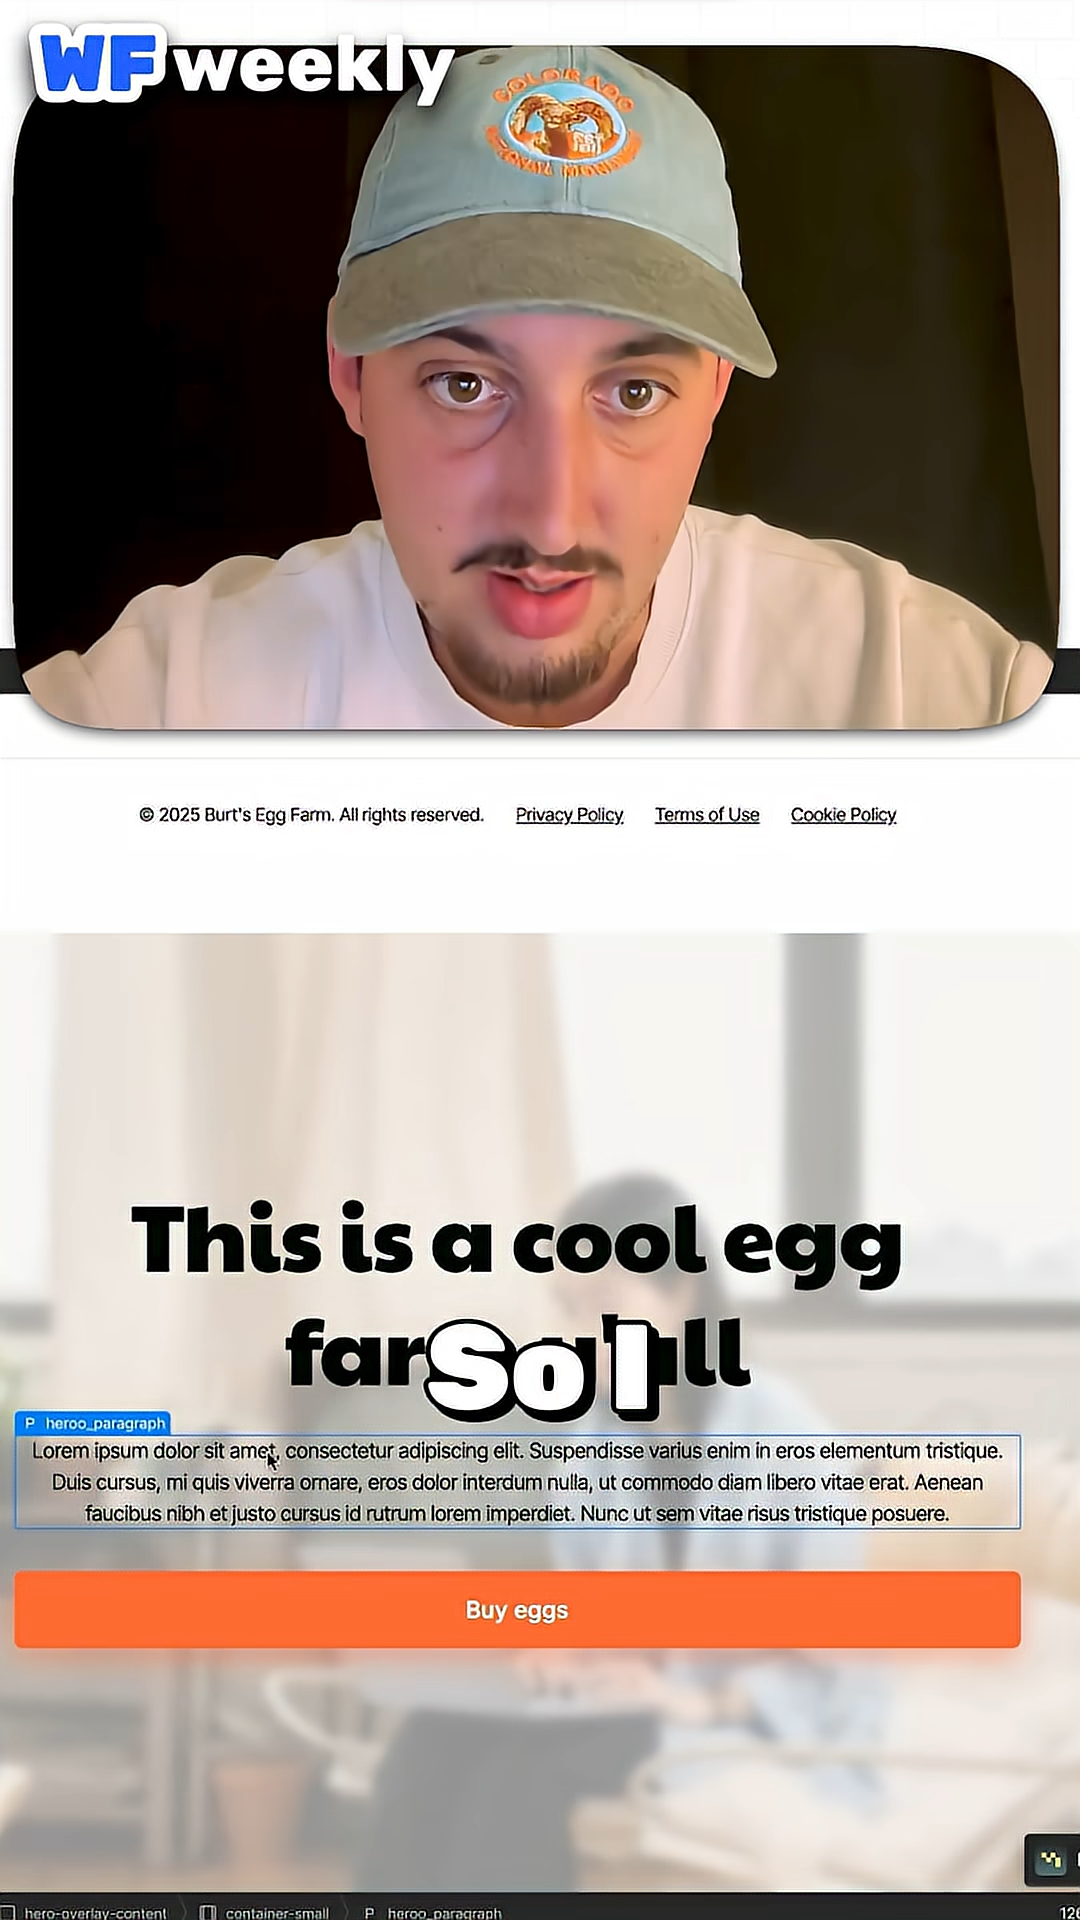 WF weekly
COLORADO
© 2025 Burt's Egg Farm. All rights reserved. Privacy Policy Terms of Use Cookie Policy
This is a cool egg
far
ll
So I
P heroo_paragraph
Lorem ipsum dolor sit amet, consectetur adipiscing elit. Suspendisse varius enim in eros elementum tristique.
Duis cursus, mi quis viverra ornare, eros dolor interdum nulla, ut commodo diam libero vitae erat. Aenean
faucibus nibh et justo cursus id rutrum lorem imperdiet. Nunc ut sem vitae risus tristique posuere.
Buy eggs
hero-overlay-content container-small P heroo_paragraph